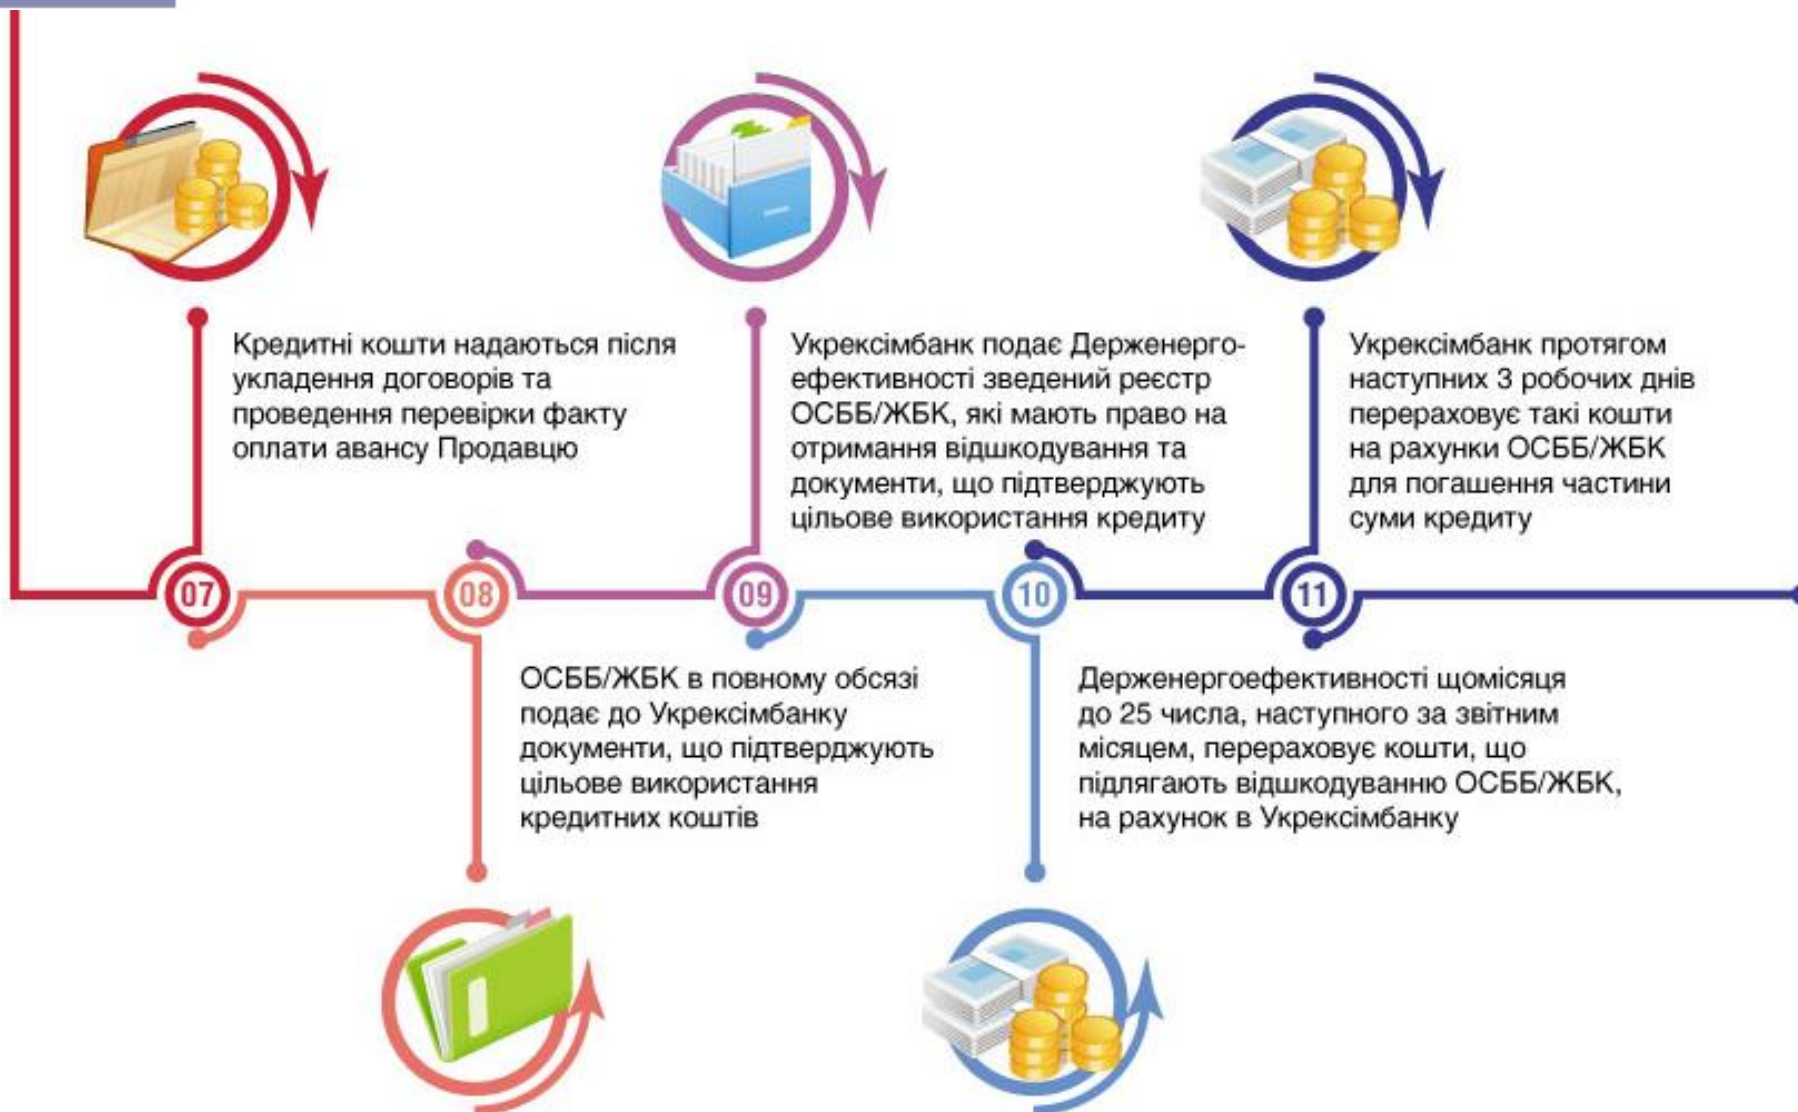 07
Кредитні кошти надаються після
укладення договорів та
проведення перевірки факту
оплати авансу Продавцю
08
ОСББ/ЖБК в повному обсязі
подає до Укрексімбанку
документи, що підтверджують
цільове використання
кредитних коштів
09
Укрексімбанк подає Держенерго-
ефективності зведений реєстр
ОСББ/ЖБК, які мають право на
отримання відшкодування та
документи, що підтверджують
цільове використання кредиту
10
Держенергоефективності щомісяця
до 25 числа, наступного за звітним
місяцем, перераховує кошти, що
підлягають відшкодуванню ОСББ/ЖБК,
на рахунок в Укрексімбанку
11
Укрексімбанк протягом
наступних 3 робочих днів
перераховує такі кошти
на рахунки ОСББ/ЖБК
для погашення частини
суми кредиту